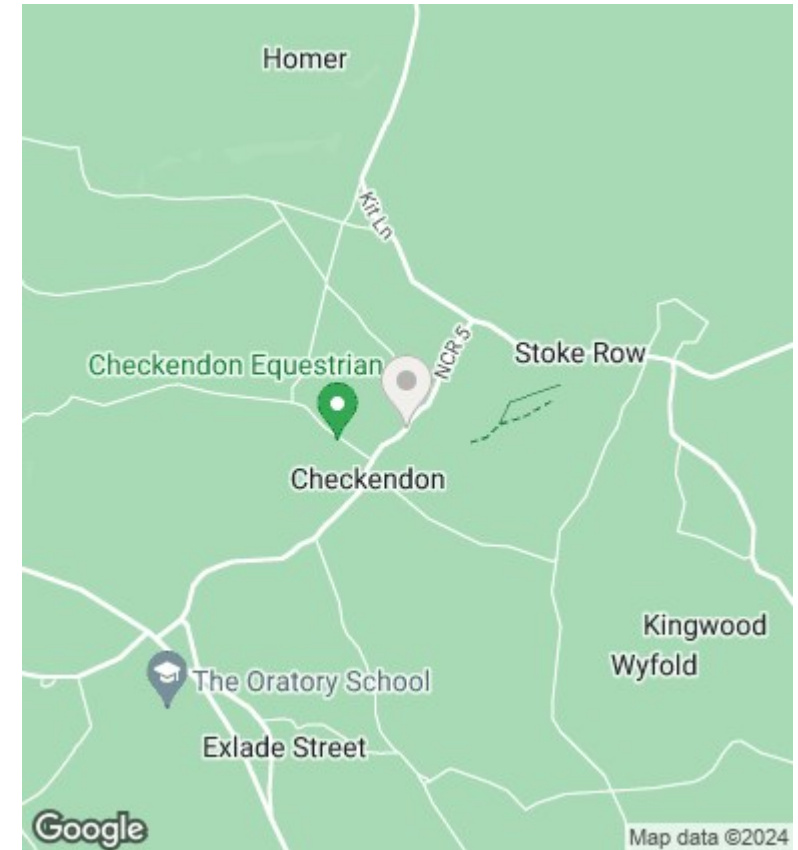 Homer
Kit Ln
NCR 5
Stoke Row
Checkendon Equestrian
Checkendon
Kingwood
Wyfold
The Oratory School
Exlade Street
Google
Map data ©2024